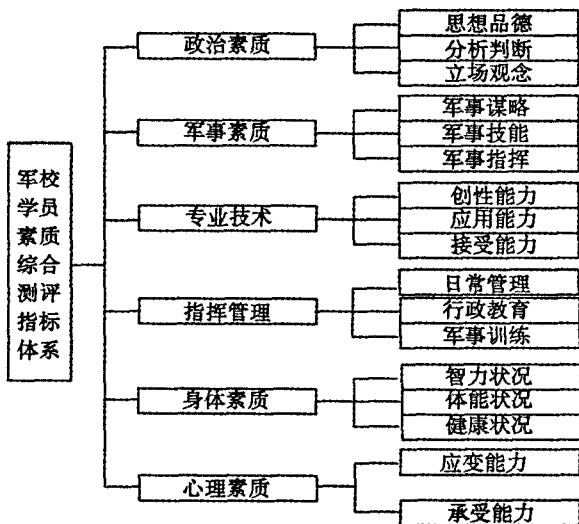 军校
学员
素质
综合
测评
指标
体系
政治素质
思想品德
分析判断
立场观念
军事素质
军事谋略
军事技能
军事指挥
专业技术
创性能力
应用能力
接受能力
指挥管理
日常管理
行政教育
军事训练
身体素质
智力状况
体能状况
健康状况
心理素质
应变能力
承受能力